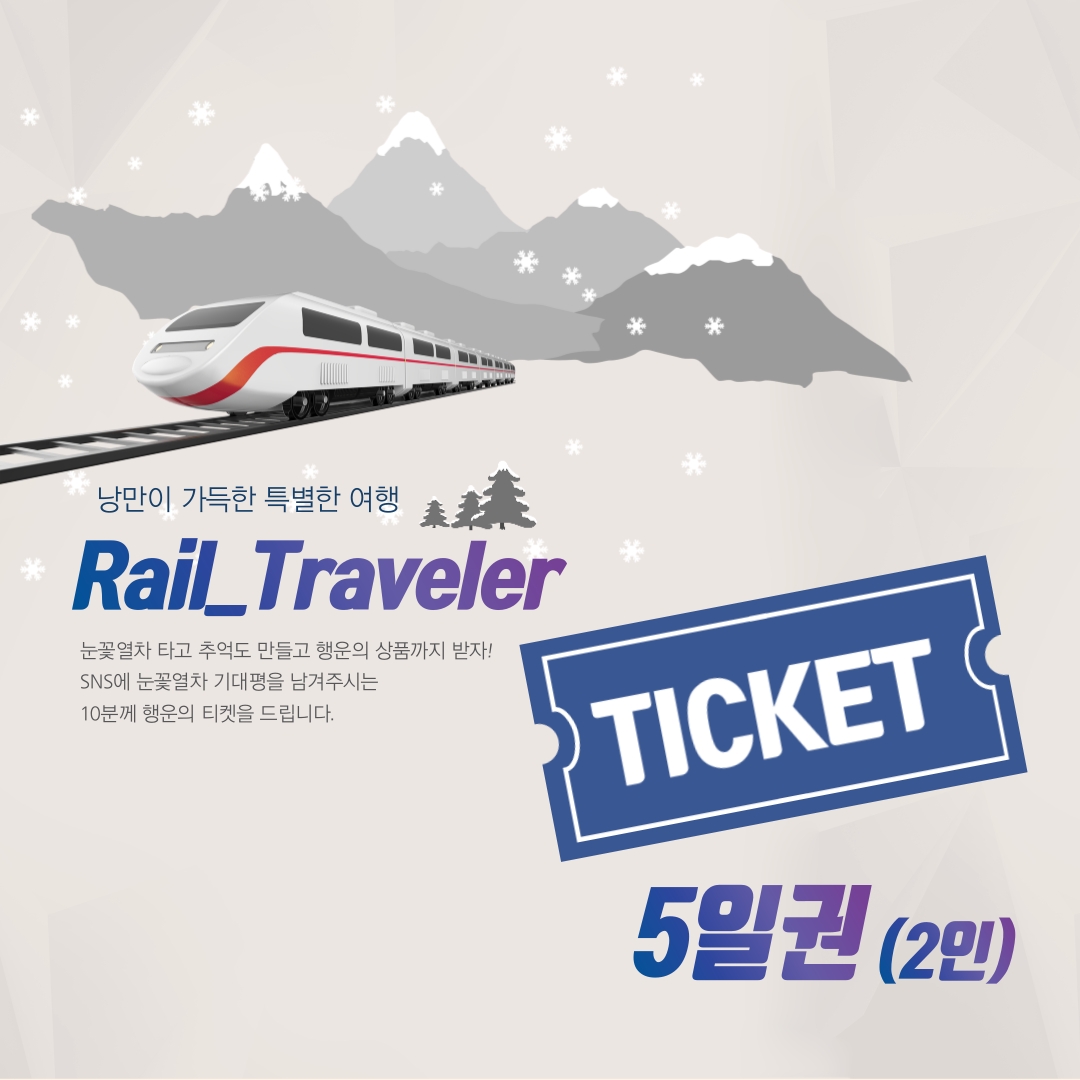 낭만이 가득한 특별한 여행
Rail_Traveler
눈꽃열차 타고 추억도 만들고 행운의 상품까지 받자!
SNS에 눈꽃열차 기대평을 남겨주시는
10분께 행운의 티켓을 드립니다.
TICKET
5일권 (2인)